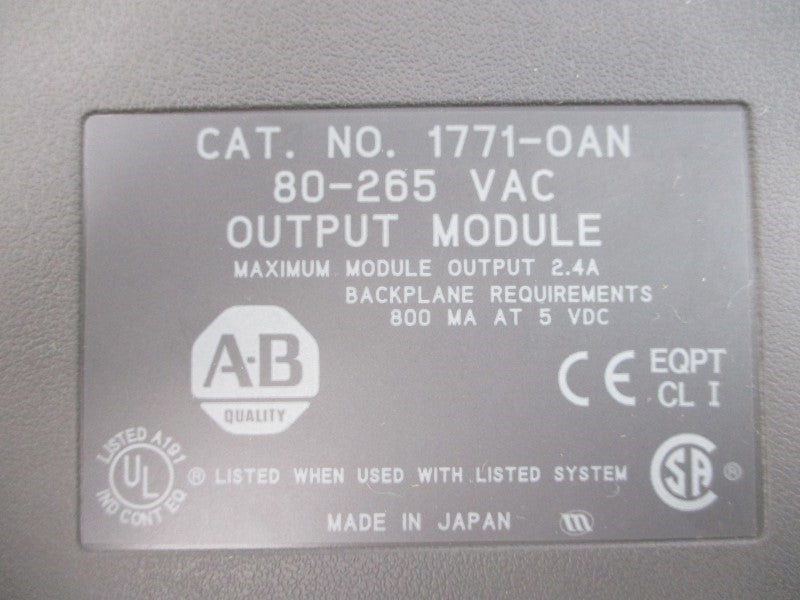 CAT. NO. 1771-OAN
80-265 VAC
OUTPUT MODULE
MAXIMUM MODULE OUTPUT 2.4A
BACKPLANE REQUIREMENTS
800 MA AT 5 VDC
A-B
QUALITY
CE EQPT
CL I
LISTED A191
UL
IND CONT EQ
® LISTED WHEN USED WITH LISTED SYSTEM
SA ®
MADE IN JAPAN